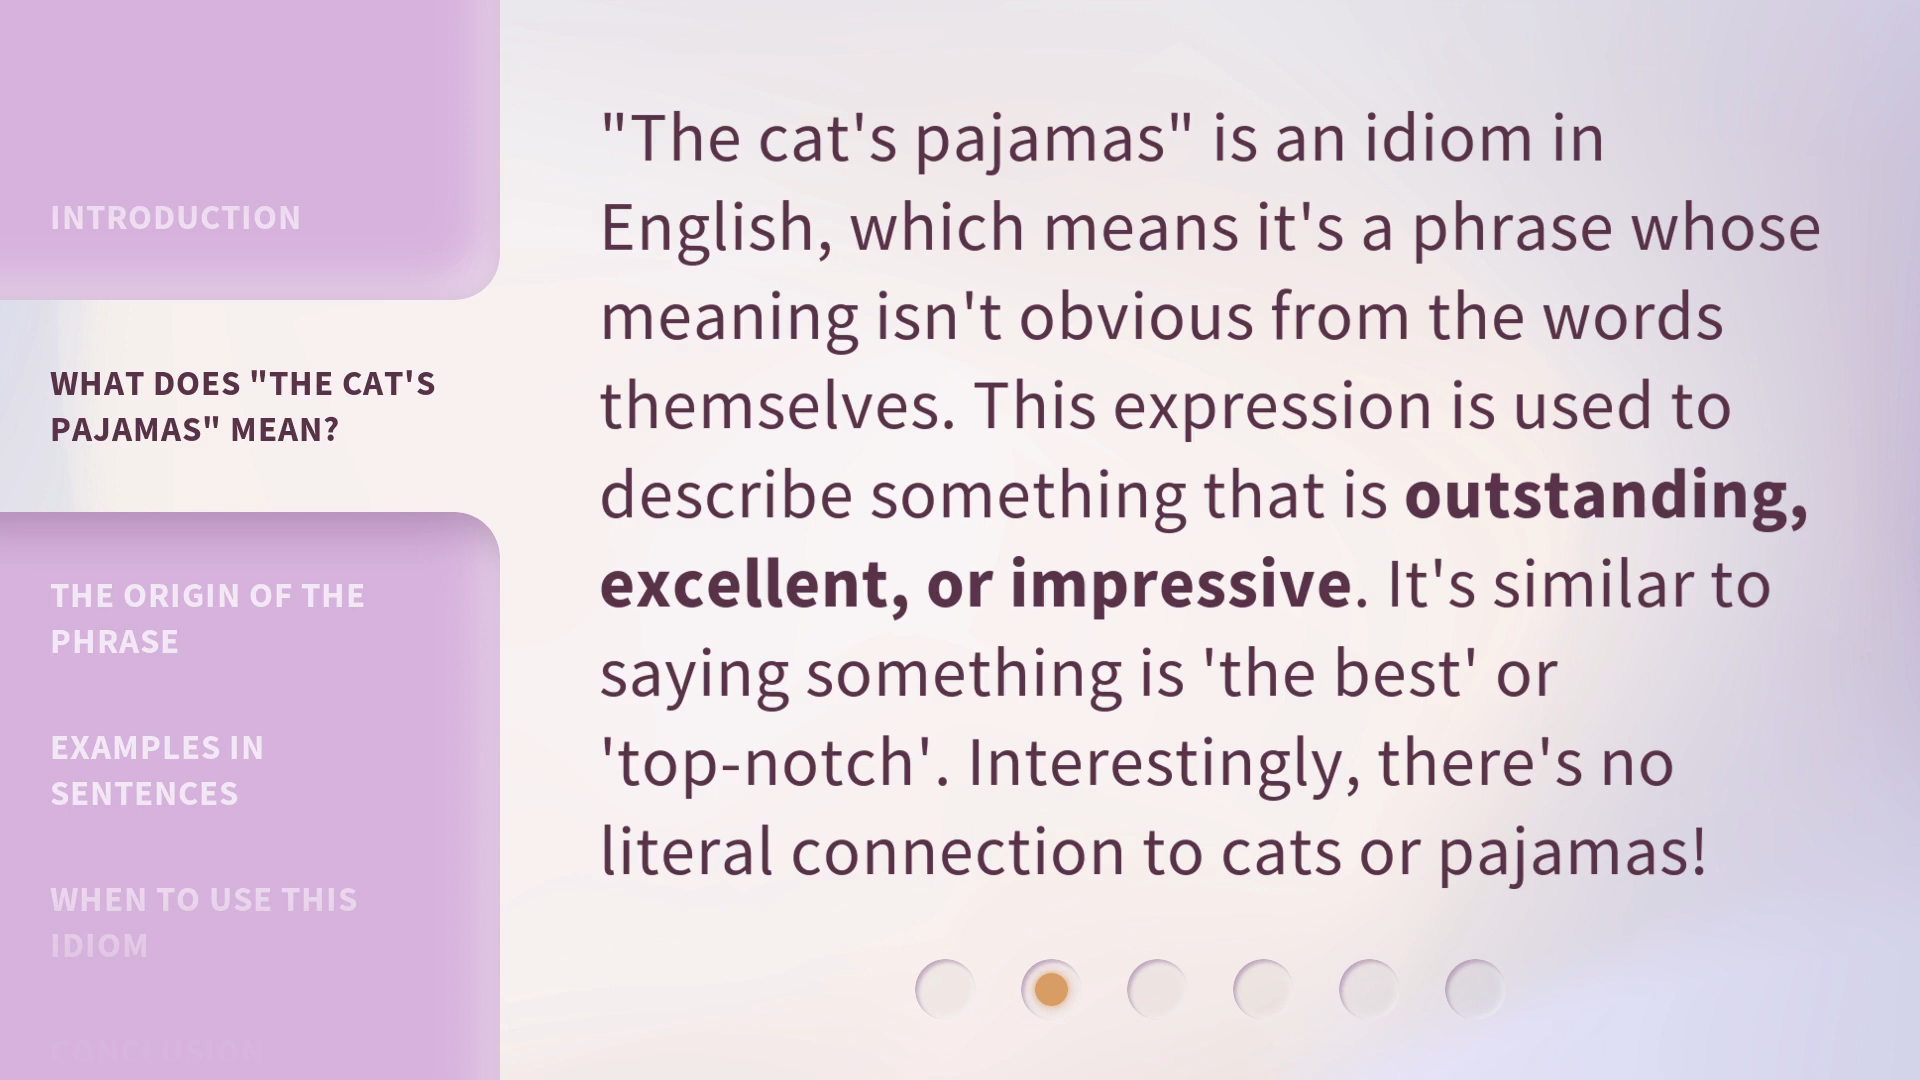 INTRODUCTION
WHAT DOES "THE CAT'S
PAJAMAS" MEAN?
THE ORIGIN OF THE
PHRASE
EXAMPLES IN
SENTENCES
WHEN TO USE THIS
IDIOM
CONCLUSION
"The cat's pajamas" is an idiom in
English, which means it's a phrase whose
meaning isn't obvious from the words
themselves. This expression is used to
describe something that is outstanding,
excellent, or impressive. It's similar to
saying something is 'the best' or
'top-notch'. Interestingly, there's no
literal connection to cats or pajamas!